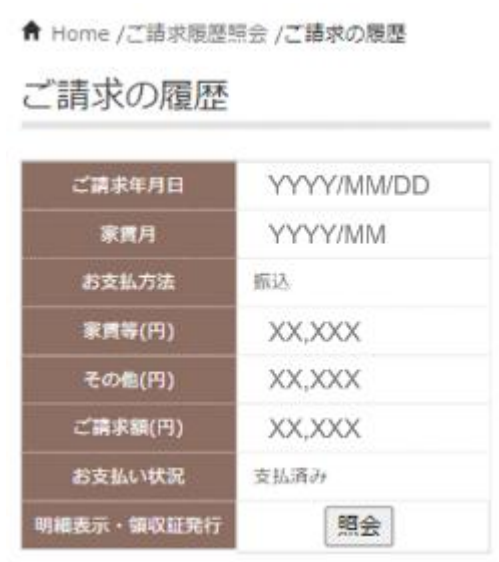 Home /ご請求履歴照会 /ご請求の履歴
ご請求の履歴
ご請求年月日 YYYY/MM/DD
家賃月 YYYY/MM
お支払方法 振込
家賃等(円) XX,XXX
その他(円) XX,XXX
ご請求額(円) XX,XXX
お支払い状況 支払済み
明細表示・領収証発行 照会